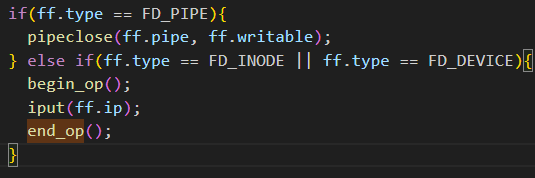 if(ff.type == FD_PIPE){
  pipeclose(ff.pipe, ff.writable);
} else if(ff.type == FD_INODE || ff.type == FD_DEVICE){
  begin_op();
  iput(ff.ip);
  end_op();
}